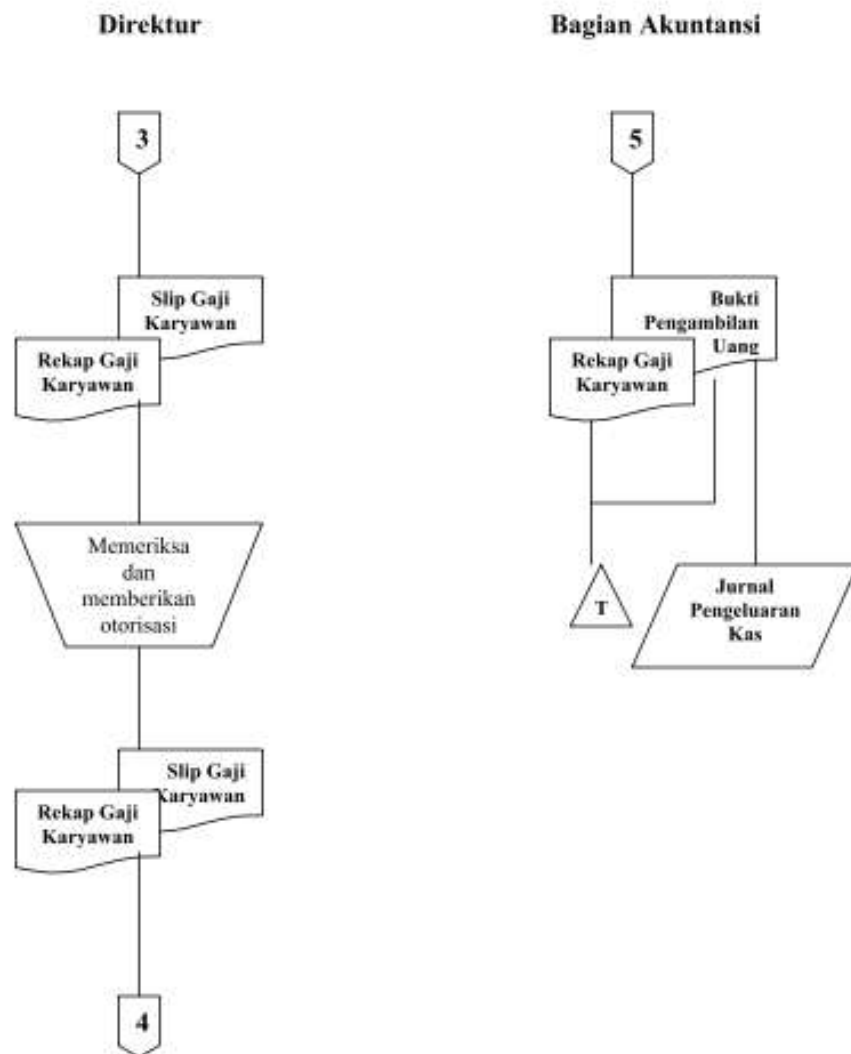 Direktur
Bagian Akuntansi
3
Slip Gaji
Karyawan
Rekap Gaji
Karyawan
Memeriksa
dan
memberikan
otorisasi
Slip Gaji
Karyawan
Rekap Gaji
Karyawan
4
5
Bukti
Pengambilan
Uang
Rekap Gaji
Karyawan
T
Jurnal
Pengeluaran
Kas